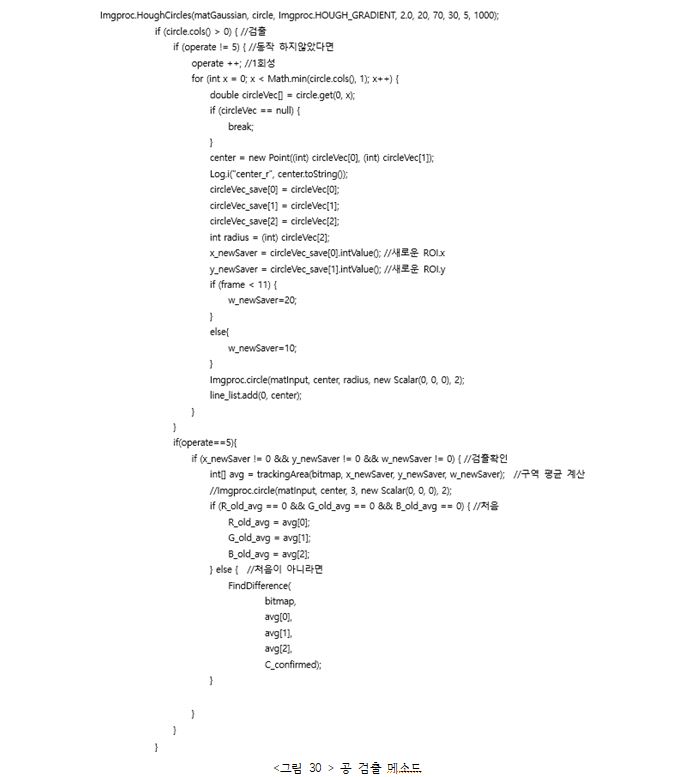 Imgproc.HoughCircles(matGaussian, circle, Imgproc.HOUGH_GRADIENT, 2.0, 20, 70, 30, 5, 1000);
if (circle.cols() > 0) { //검출
if (operate != 5) { //동작 하지않았다면
operate ++; //1회성
for (int x = 0; x < Math.min(circle.cols(), 1); x++) {
double circleVec[] = circle.get(0, x);
if (circleVec == null) {
break;
}
center = new Point((int) circleVec[0], (int) circleVec[1]);
Log.i("center_r", center.toString());
circleVec_save[0] = circleVec[0];
circleVec_save[1] = circleVec[1];
circleVec_save[2] = circleVec[2];
int radius = (int) circleVec[2];
x_newSaver = circleVec_save[0].intValue(); //새로운 ROI.x
y_newSaver = circleVec_save[1].intValue(); //새로운 ROI.y
if (frame < 11) {
w_newSaver=20;
}
else{
w_newSaver=10;
}
Imgproc.circle(matInput, center, radius, new Scalar(0, 0, 0), 2);
line_list.add(0, center);
}
}
if(operate==5){
if (x_newSaver != 0 && y_newSaver != 0 && w_newSaver != 0) { //검출확인
int[] avg = trackingArea(bitmap, x_newSaver, y_newSaver, w_newSaver); //구역 평균 계산
//Imgproc.circle(matInput, center, 3, new Scalar(0, 0, 0), 2);
if (R_old_avg == 0 && G_old_avg == 0 && B_old_avg == 0) { //처음
R_old_avg = avg[0];
G_old_avg = avg[1];
B_old_avg = avg[2];
} else { //처음이 아니라면
FindDifference(
bitmap,
avg[0],
avg[1],
avg[2],
C_confirmed);
}
}
}
}
<그림 30 > 공 검출 메소드